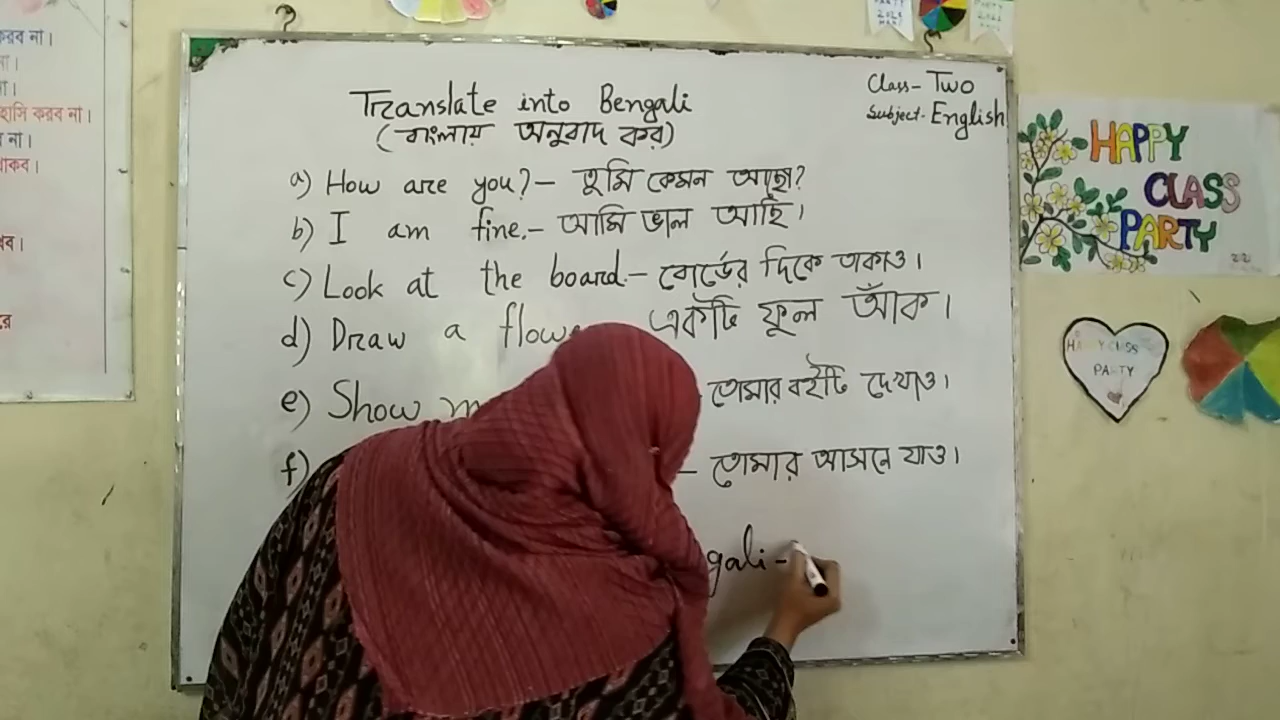 করব না।
না।
না।
হাসি করব না।
না।
থাকব।
Class- Two
Subject- English
Translate into Bengali
(বাংলায় অনুবাদ কর)
a) How are you?- তুমি কেমন আছো?
b) I am fine.- আমি ভাল আছি।
c) Look at the board.- বোর্ডের দিকে তাকাও।
d) Draw a একটি ফুল আঁক।
e) Show তোমার বইটি দেখাও।
f) - তোমার আসনে যাও।
gali -
HAPPY
CLASS
PARTY
HAPPY CLASS
PARTY